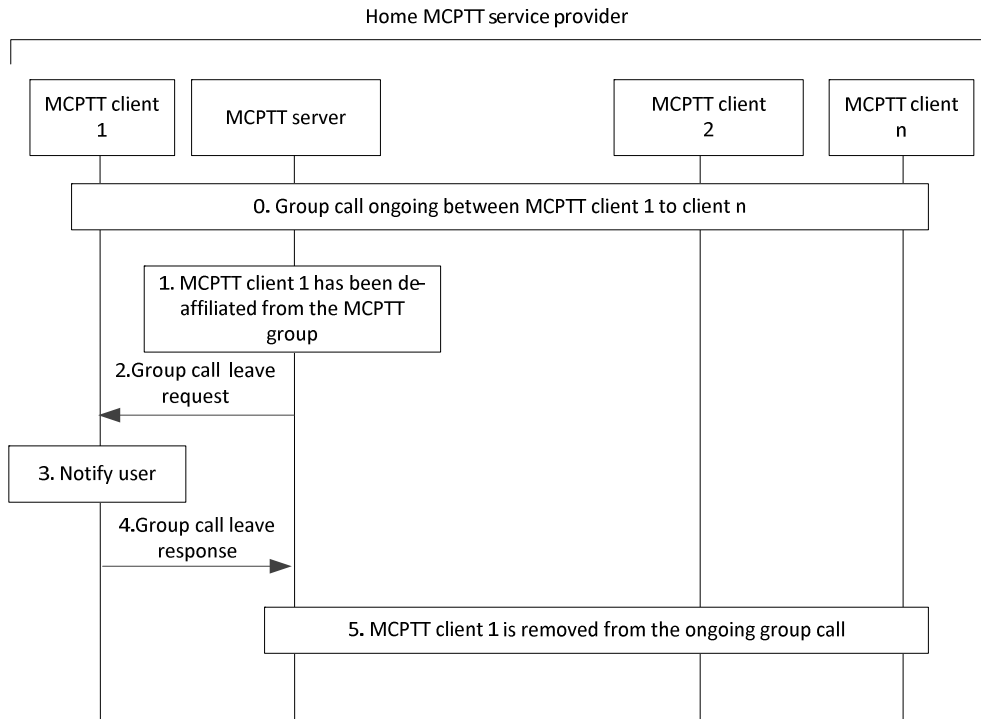 Home MCPTT service provider
MCPTT client
1
MCPTT server
MCPTT client
2
MCPTT client
n
0. Group call ongoing between MCPTT client 1 to client n
1. MCPTT client 1 has been de-
affiliated from the MCPTT
group
2.Group call leave
request
3. Notify user
4.Group call leave
response
5. MCPTT client 1 is removed from the ongoing group call